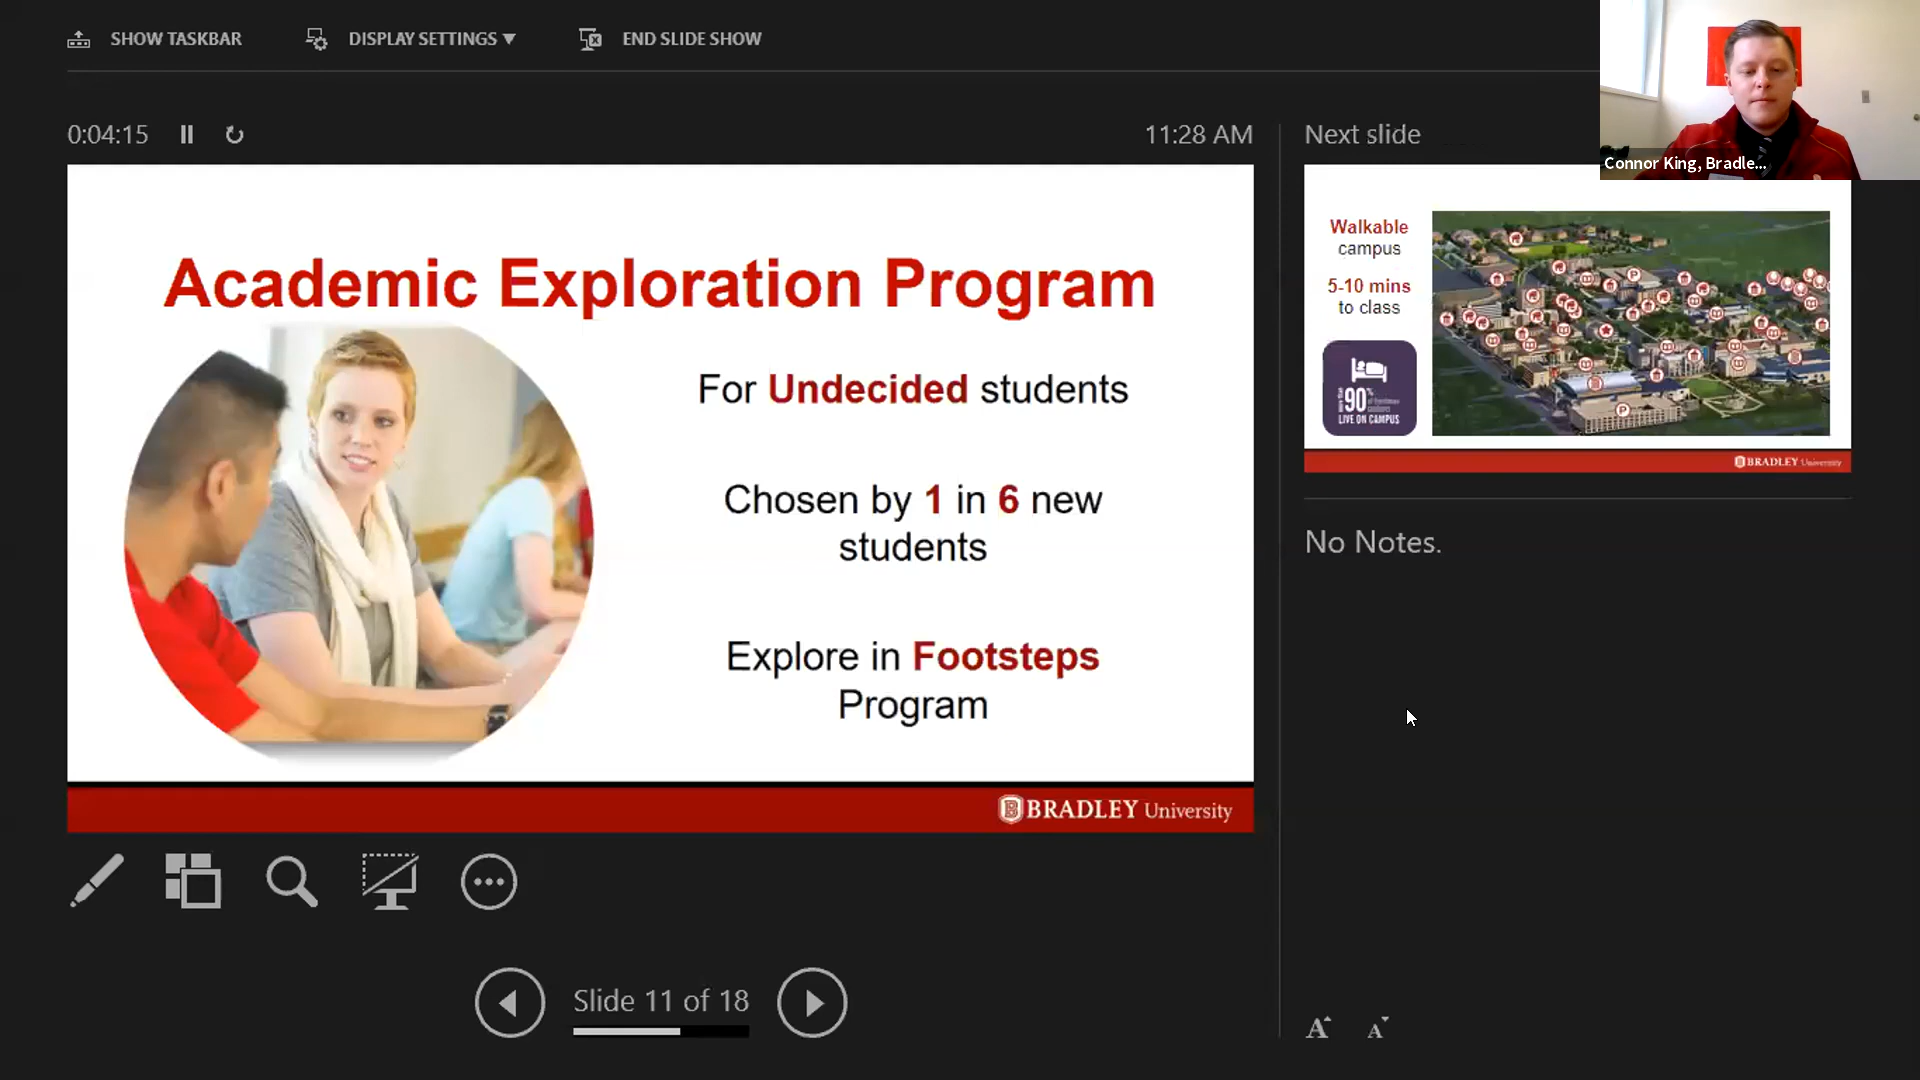 SHOW TASKBAR
DISPLAY SETTINGS
END SLIDE SHOW
0:04:15
11:28 AM
Next slide
Connor King, Bradle...
Academic Exploration Program
For Undecided students
Chosen by 1 in 6 new
students
Explore in Footsteps
Program
BRADLEY University
Walkable
campus
5-10 mins
to class
90%
LIVE ON CAMPUS
BRADLEY University
No Notes.
Slide 11 of 18
A
A